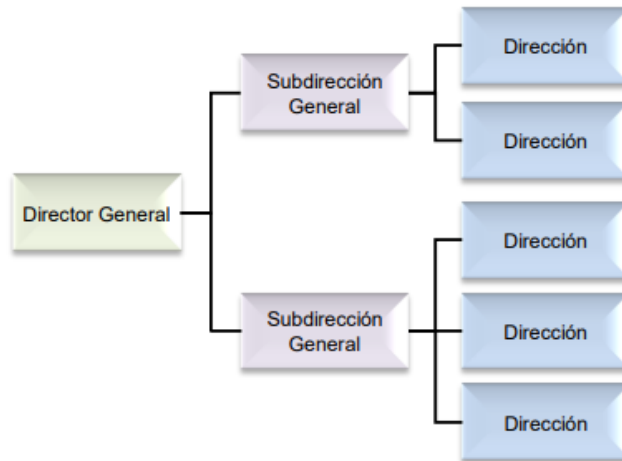 Dirección
Subdirección
General
Dirección
Director General
Dirección
Subdirección
General
Dirección
Dirección